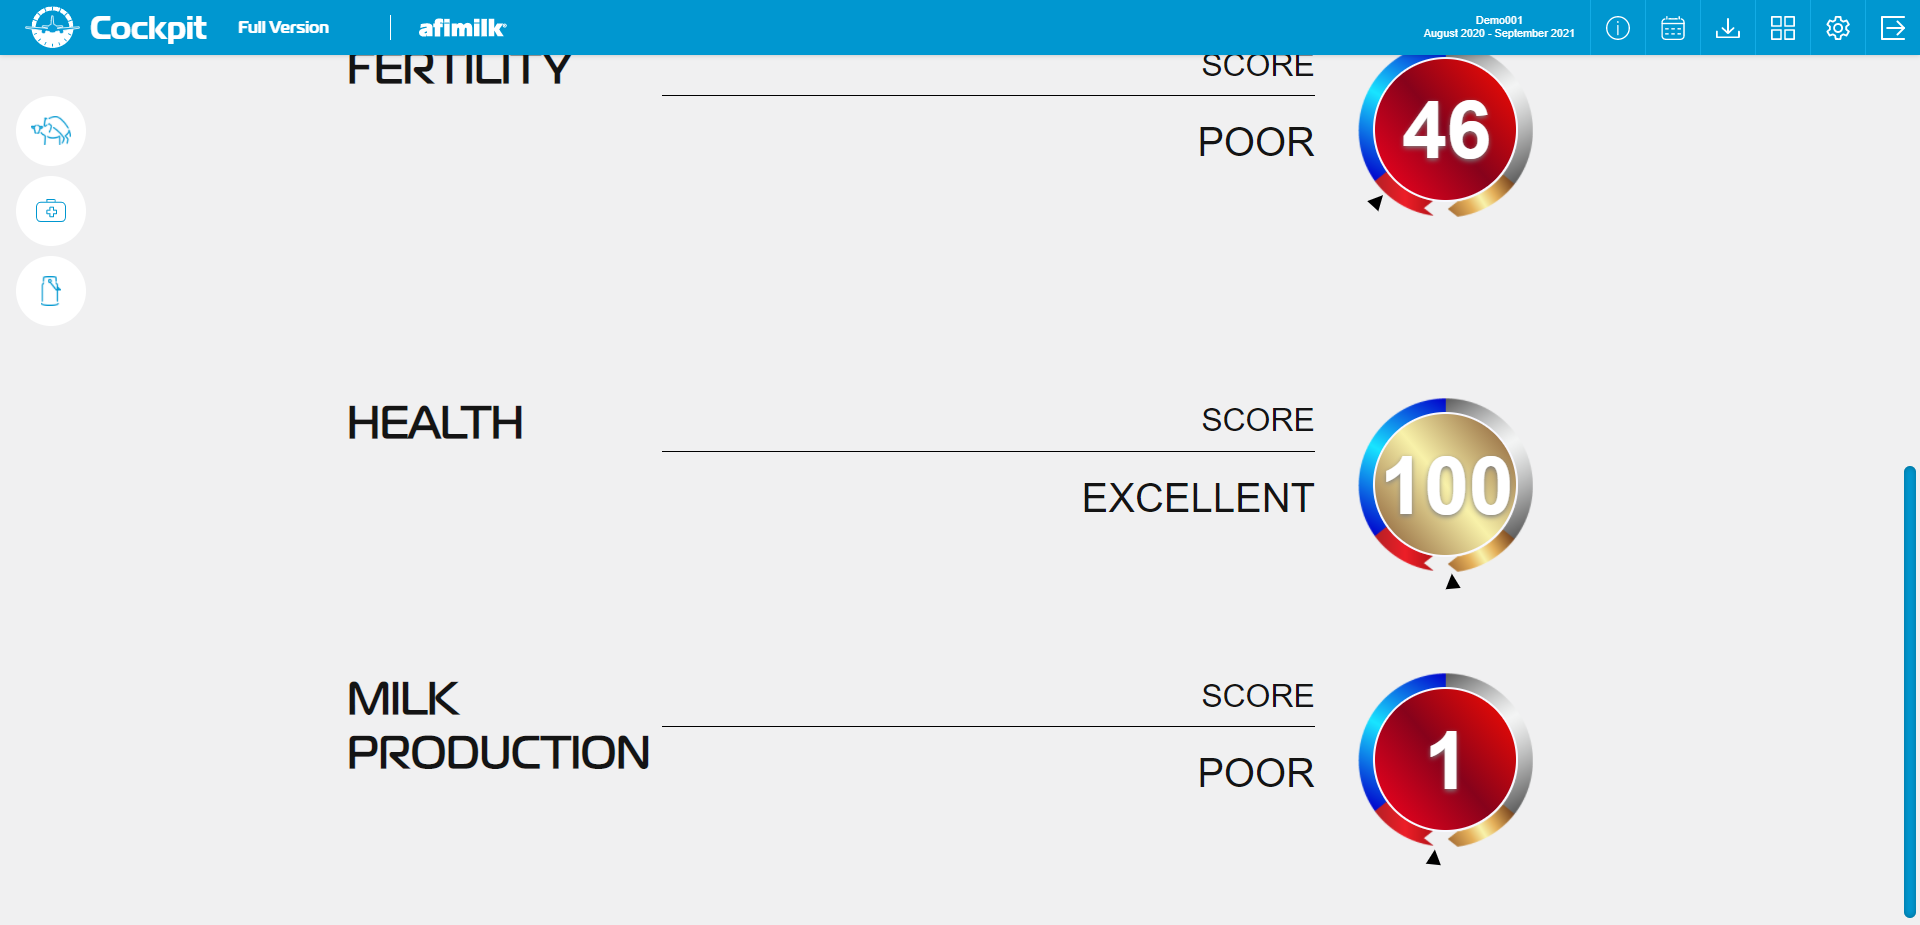 Cockpit
Full Version
afimilk
Demo001
August 2020 - September 2021
FERTILITY
SCORE
POOR
46
HEALTH
SCORE
EXCELLENT
100
MILK
PRODUCTION
SCORE
POOR
1